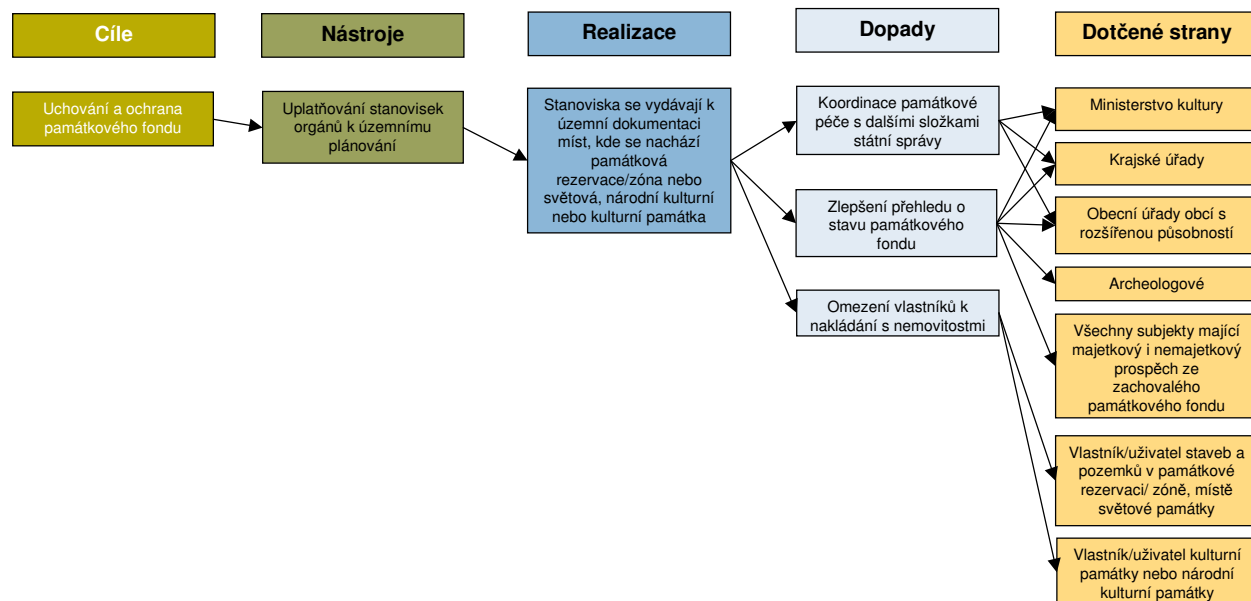 Cíle
Nástroje
Realizace
Dopady
Dotčené strany
Uchování a ochrana
památkového fondu
Uplatňování stanovisek
orgánů k územnímu
plánování
Stanoviska se vydávají k
územní dokumentaci
míst, kde se nachází
památková
rezervace/zóna nebo
světová, národní kulturní
nebo kulturní památka
Koordinace památkové
péče s dalšími složkami
státní správy
Zlepšení přehledu o
stavu památkového
fondu
Omezení vlastníků k
nakládání s nemovitostmi
Ministerstvo kultury
Krajské úřady
Obecní úřady obcí s
rozšířenou působností
Archeologové
Všechny subjekty mající
majetkový i nemajetkový
prospěch ze
zachovalého
památkového fondu
Vlastník/uživatel staveb a
pozemků v památkové
rezervaci/ zóně, místě
světové památky
Vlastník/uživatel kulturní
památky nebo národní
kulturní památky